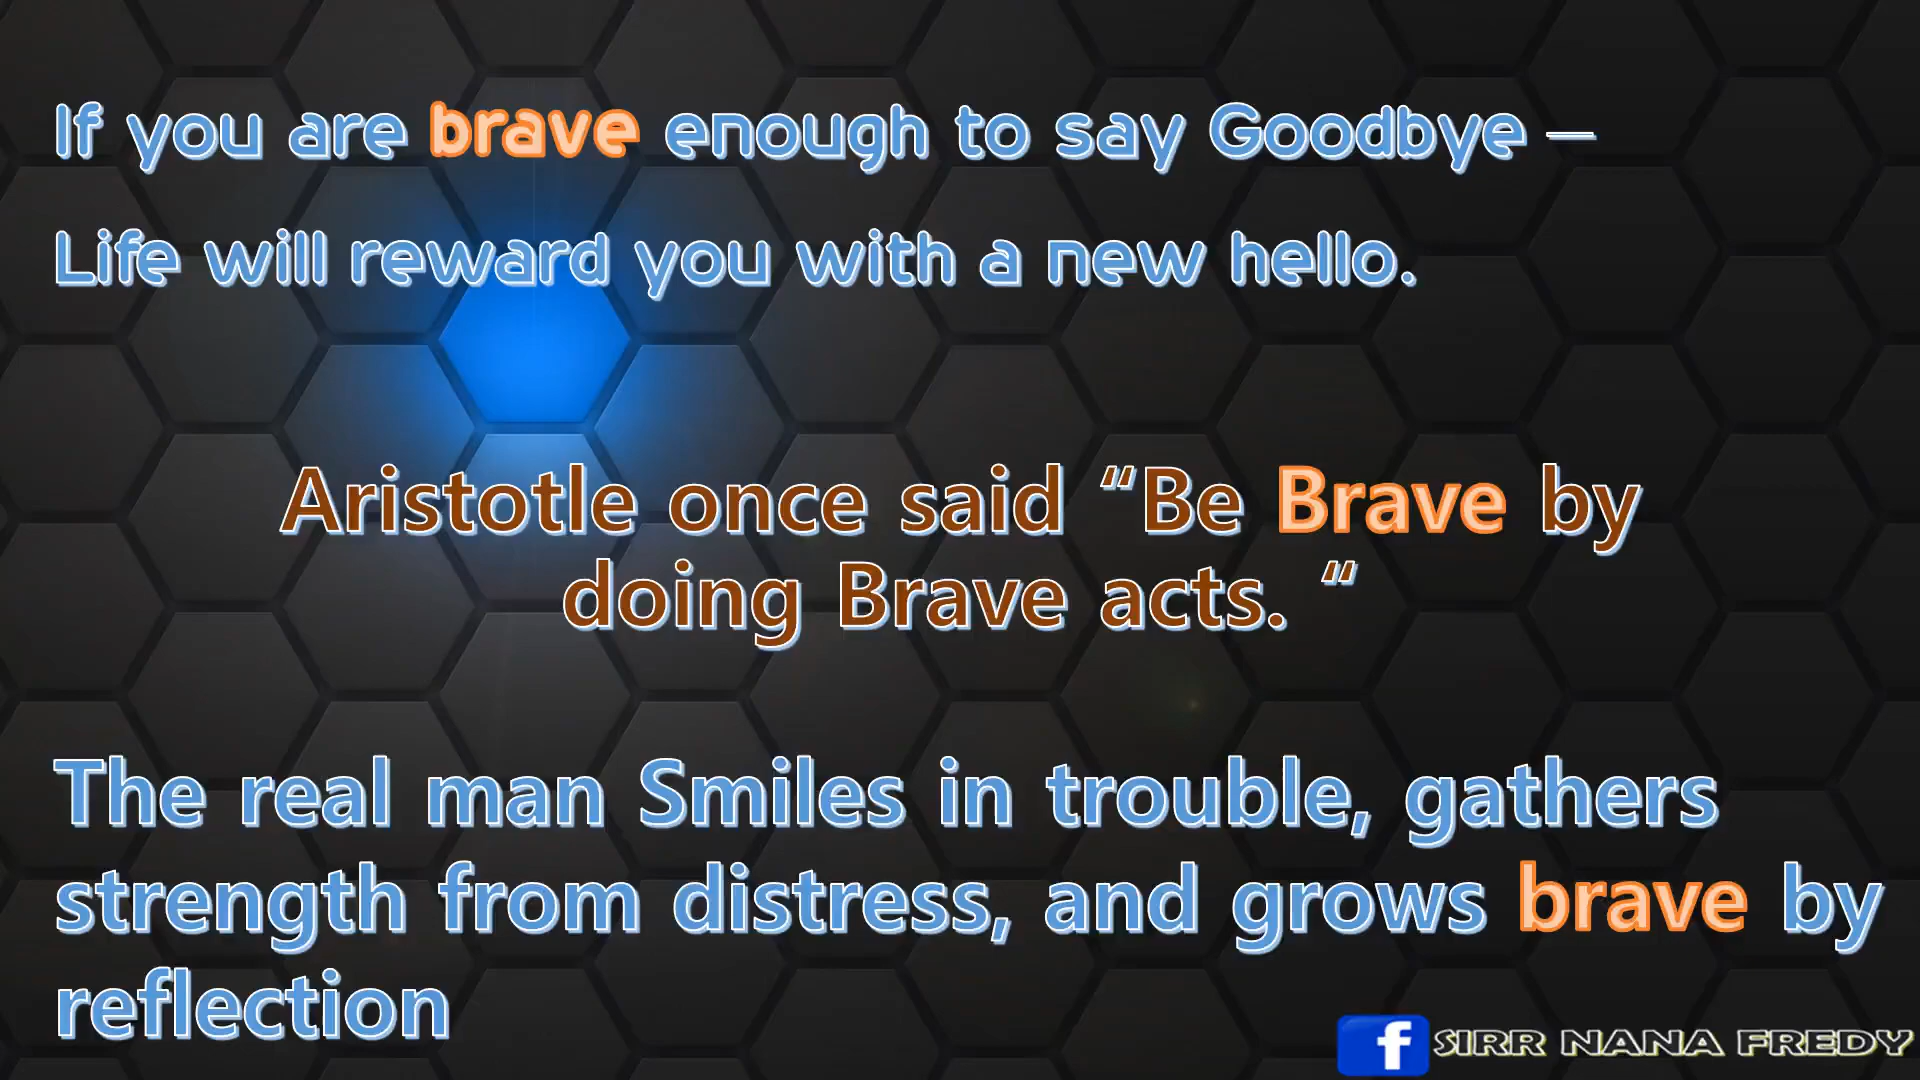 If you are brave enough to say Goodbye –
Life will reward you with a new hello.
Aristotle once said “Be Brave by
doing Brave acts. “
The real man Smiles in trouble, gathers
strength from distress, and grows brave by
reflection
f SIRR NANA FREDY